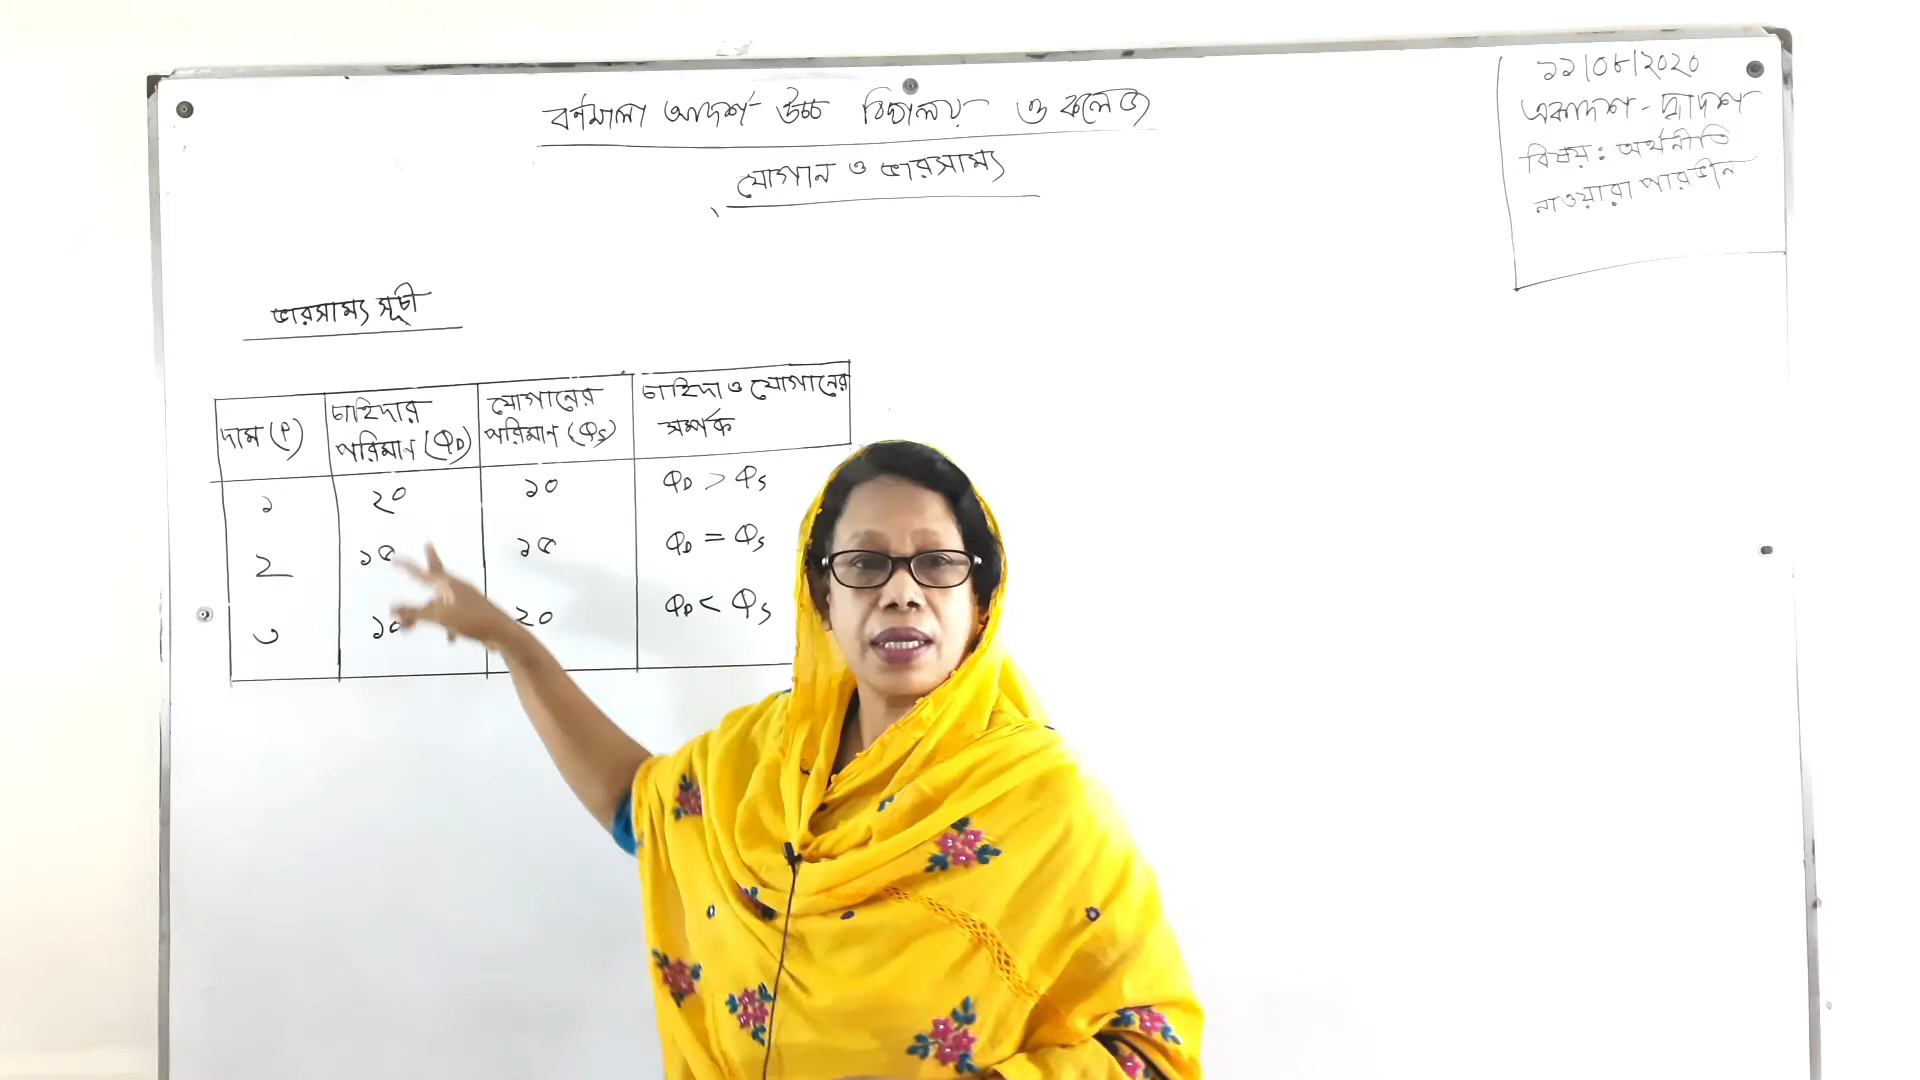 বর্ণমালা আদর্শ উচ্চ বিদ্যালয় ও কলেজ
যোগান ও ভারসাম্য
১১/০৮/২০২০
একাদশ - দ্বাদশ
বিষয় : অর্থনীতি
নাওয়ারা পারভীন
ভারসাম্য সূচী
দাম (P) চাহিদার পরিমান (QD) যোগানের পরিমান (QS) চাহিদা ও যোগানের সম্পর্ক
১ ২০ ১০ QD > QS
২ ১৫ ১৫ QD = QS
৩ ১০ ২০ QD < QS